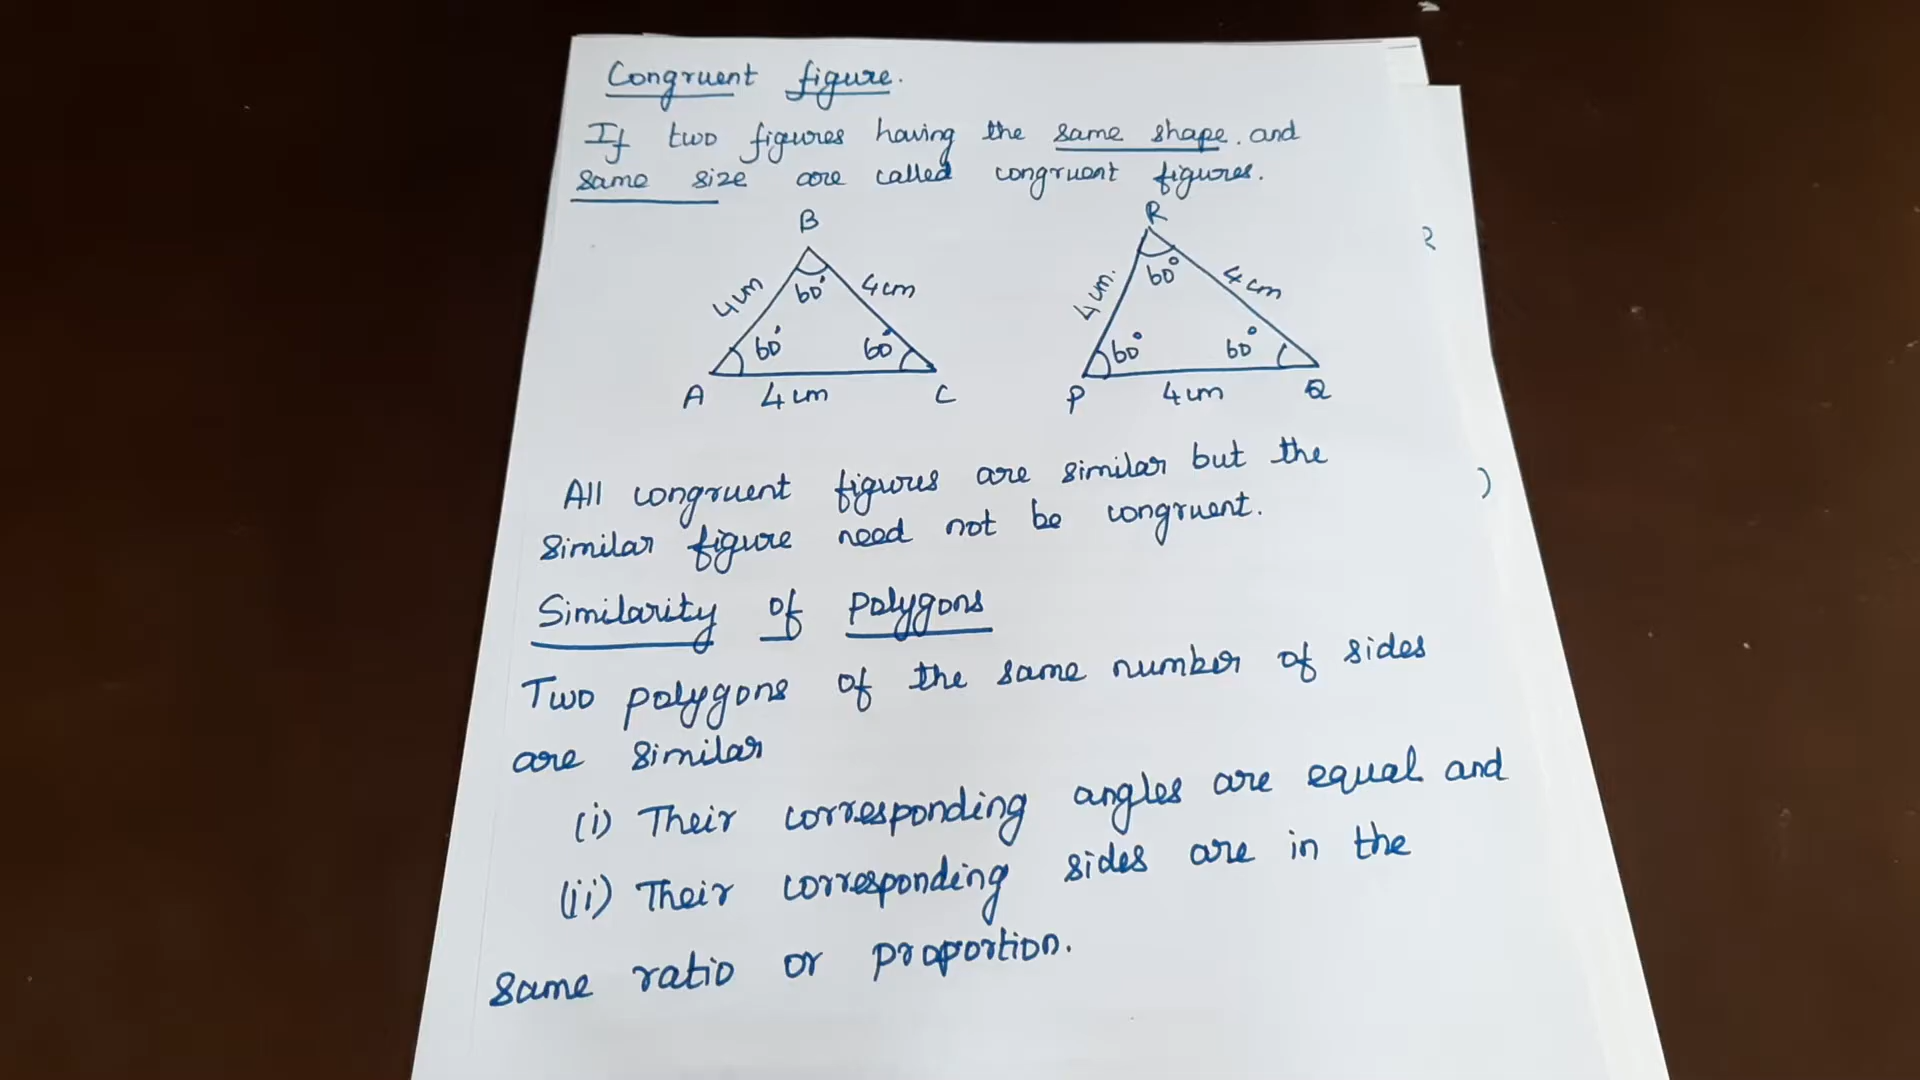 Congruent figure.
If two figures having the same shape. and
same size are called congruent figures.
B
R
4cm
60°
4cm
4cm.
60°
4cm
60°
60°
60°
60°
A
4cm
C
P
4cm
Q
All congruent figures are similar but the
similar figure need not be congruent.
Similarity of polygons
Two polygons of the same number of sides
are similar
(i) Their corresponding angles are equal and
(ii) Their corresponding sides are in the
same ratio or proportion.